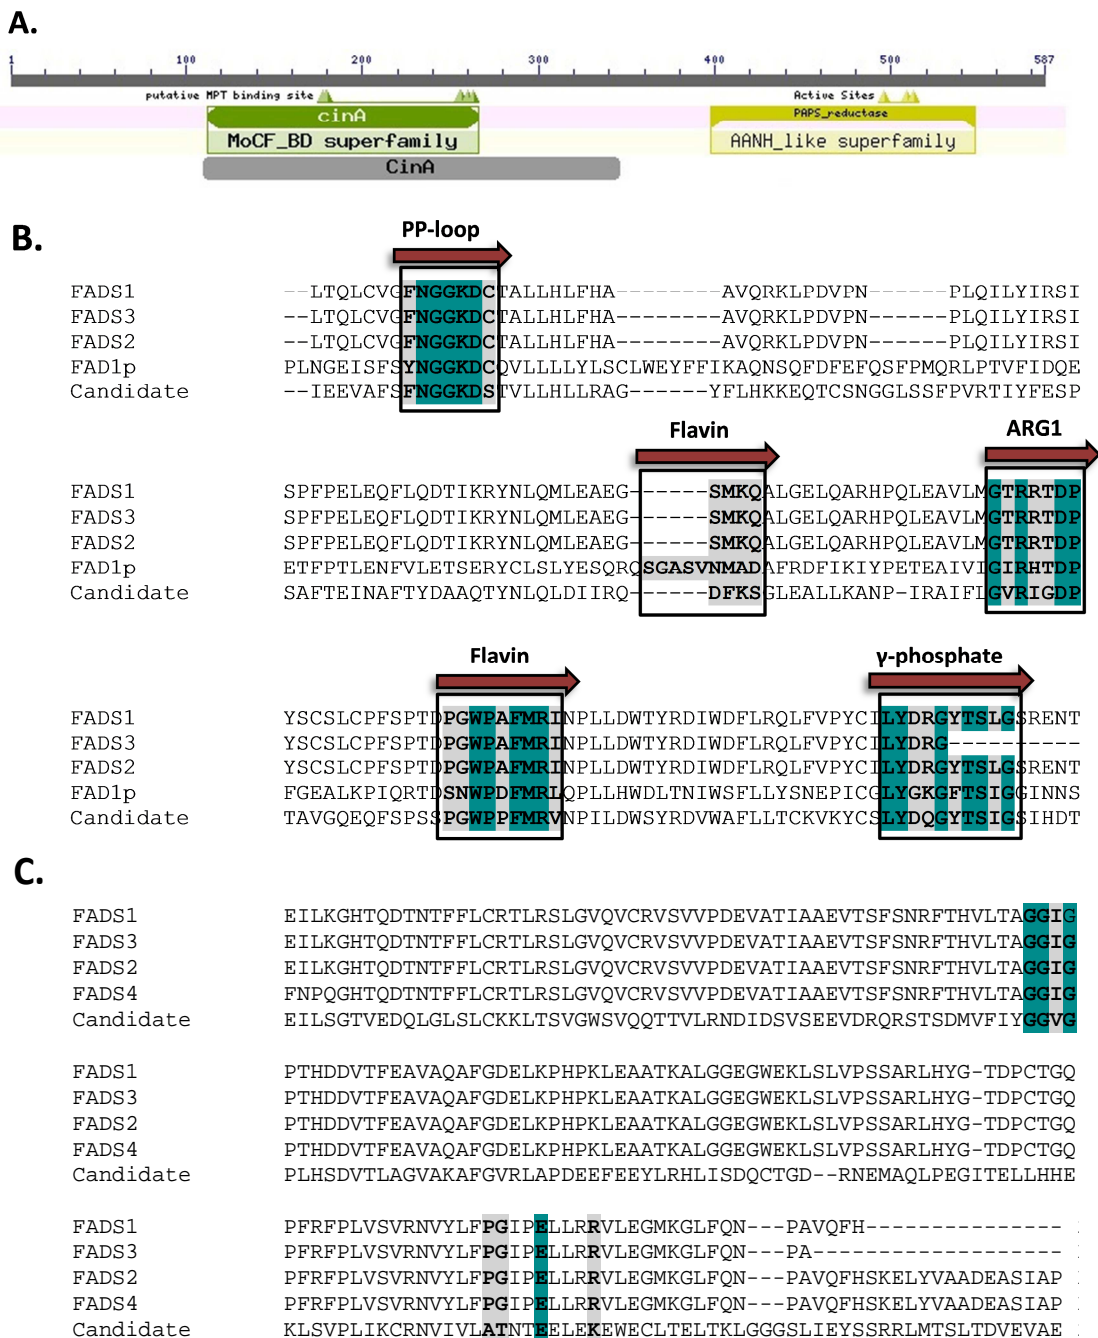 A.
1 100 200 300 400 500 587
putative MPT binding site Active Sites
cinA PAPS_reductase
MoCF_BD superfamily AANH_like superfamily
CinA
B.
PP-loop
FADS1 --LTQLCVGFNGGKDCTALLHLFHA--------AVQRKLPDVPN------PLQILYIRSI
FADS3 --LTQLCVGFNGGKDCTALLHLFHA--------AVQRKLPDVPN------PLQILYIRSI
FADS2 --LTQLCVGFNGGKDCTALLHLFHA--------AVQRKLPDVPN------PLQILYIRSI
FAD1p PLNGEISFSYNGGKDCQVLLLLYLSCLWEYFFIKAQNSQFDFEFQSFPMQRLPTVFIDQE
Candidate --IEEVAFSFNGGKDSTVLLHLLRAG------YFLHKKEQTCSNGGLSSFPVRTIYFESP
Flavin ARG1
FADS1 SPFPELEQFLQDTIKRYNLQMLEAEG------SMKQALGELQARHPQLEAVLMGTRRTDP
FADS3 SPFPELEQFLQDTIKRYNLQMLEAEG------SMKQALGELQARHPQLEAVLMGTRRTDP
FADS2 SPFPELEQFLQDTIKRYNLQMLEAEG------SMKQALGELQARHPQLEAVLMGTRRTDP
FAD1p ETFPTLENFVLETSERYCLSLYESQRQSGASVNMADAFRDFIKIYPETEAIVIGIRHTDP
Candidate SAFTEINAFTYDAAQTYNLQLDIIRQ------DFKSGLEALLKANP-IRAIFLGVRIGDP
Flavin γ-phosphate
FADS1 YSCSLCPFSPTDPGWPAFMRINPLLDWTYRDIWDFLRQLFVPYCILYDRGYTSLGSRENT
FADS3 YSCSLCPFSPTDPGWPAFMRINPLLDWTYRDIWDFLRQLFVPYCILYDRG----------
FADS2 YSCSLCPFSPTDPGWPAFMRINPLLDWTYRDIWDFLRQLFVPYCILYDRGYTSLGSRENT
FAD1p FGEALKPIQRTDSNWPDFMRLQPLLHWDLTNIWSFLLYSNEPICGLYGKGFTSIGGINNS
Candidate TAVGQEQFSPSSPGWPPFMRVNPILDWSYRDVWAFLLTCKVKYCSLYDQGYTSIGSIHDT
C.
FADS1 EILKGHTQDTNTFFLCRTLRSLGVQVCRVSVVPDEVATIAAEVTSFSNRFTHVLTAGGIG
FADS3 EILKGHTQDTNTFFLCRTLRSLGVQVCRVSVVPDEVATIAAEVTSFSNRFTHVLTAGGIG
FADS2 EILKGHTQDTNTFFLCRTLRSLGVQVCRVSVVPDEVATIAAEVTSFSNRFTHVLTAGGIG
FADS4 FNPQGHTQDTNTFFLCRTLRSLGVQVCRVSVVPDEVATIAAEVTSFSNRFTHVLTAGGIG
Candidate EILSGTVEDQLGLSLCKKLTSVGWSVQQTTVLRNDIDSVSEEVDRQRSTSDMVFIYGGVG
FADS1 PTHDDVTFEAVAQAFGDELKPHPKLEAATKALGGEGWEKLSLVPSSARLHYG-TDPCTGQ
FADS3 PTHDDVTFEAVAQAFGDELKPHPKLEAATKALGGEGWEKLSLVPSSARLHYG-TDPCTGQ
FADS2 PTHDDVTFEAVAQAFGDELKPHPKLEAATKALGGEGWEKLSLVPSSARLHYG-TDPCTGQ
FADS4 PTHDDVTFEAVAQAFGDELKPHPKLEAATKALGGEGWEKLSLVPSSARLHYG-TDPCTGQ
Candidate PLHSDVTLAGVAKAFGVRLAPDEEFEEYLRHLISDQCTGD--RNEMAQLPEGITELLHHE
FADS1 PFRFPLVSVRNVYLFPGIPELLRRVLEGMKGLFQN---PAVQFH---------------
FADS3 PFRFPLVSVRNVYLFPGIPELLRRVLEGMKGLFQN---PA-------------------
FADS2 PFRFPLVSVRNVYLFPGIPELLRRVLEGMKGLFQN---PAVQFHSKELYVAADEASIAP
FADS4 PFRFPLVSVRNVYLFPGIPELLRRVLEGMKGLFQN---PAVQFHSKELYVAADEASIAP
Candidate KLSVPLIKCRNVIVLATNTEELEKEWECLTELTKLGGGSLIEYSSRRLMTSLTDVEVAE